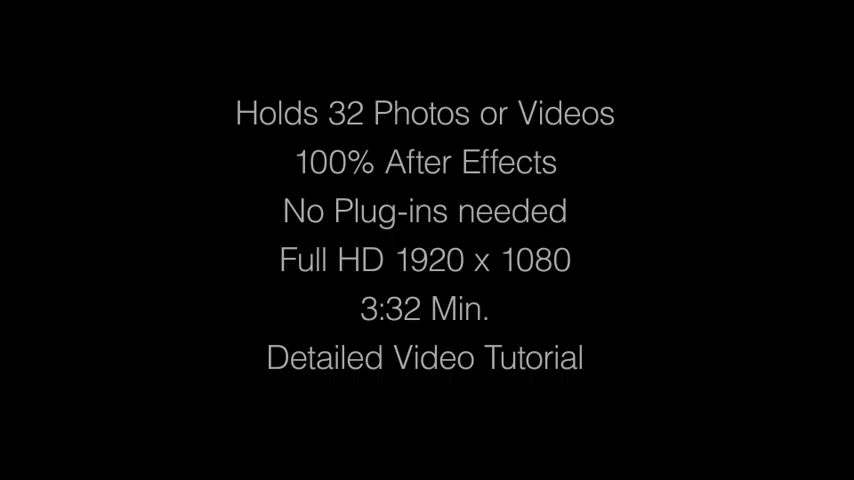 Holds 32 Photos or Videos
100% After Effects
No Plug-ins needed
Full HD 1920 x 1080
3:32 Min.
Detailed Video Tutorial